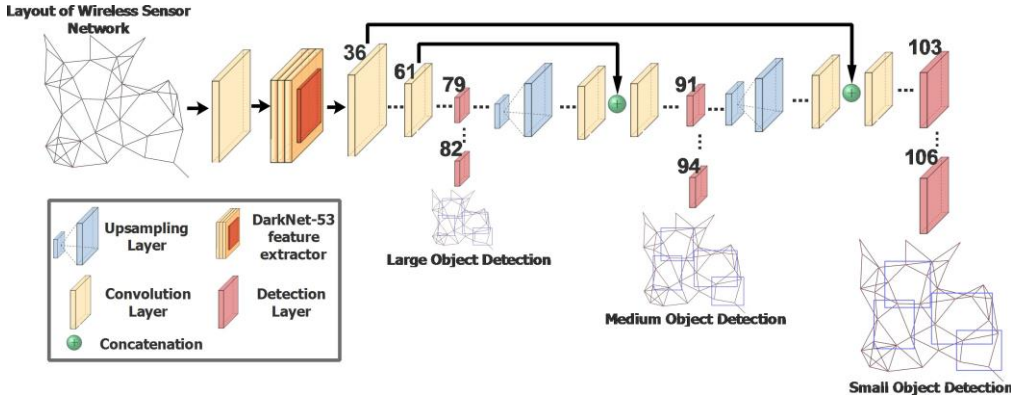 Layout of Wireless Sensor
Network
36
61
79
82
91
94
103
106
Large Object Detection
Medium Object Detection
Small Object Detection
Upsampling
Layer
DarkNet-53
feature
extractor
Convolution
Layer
Detection
Layer
Concatenation